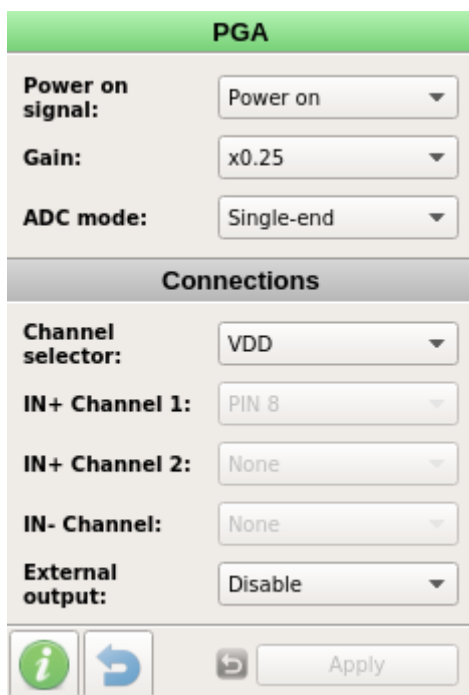 PGA
Power on
signal:
Power on
Gain:
x0.25
ADC mode:
Single-end
Connections
Channel
selector:
VDD
IN+ Channel 1:
PIN 8
IN+ Channel 2:
None
IN- Channel:
None
External
output:
Disable
i
Apply